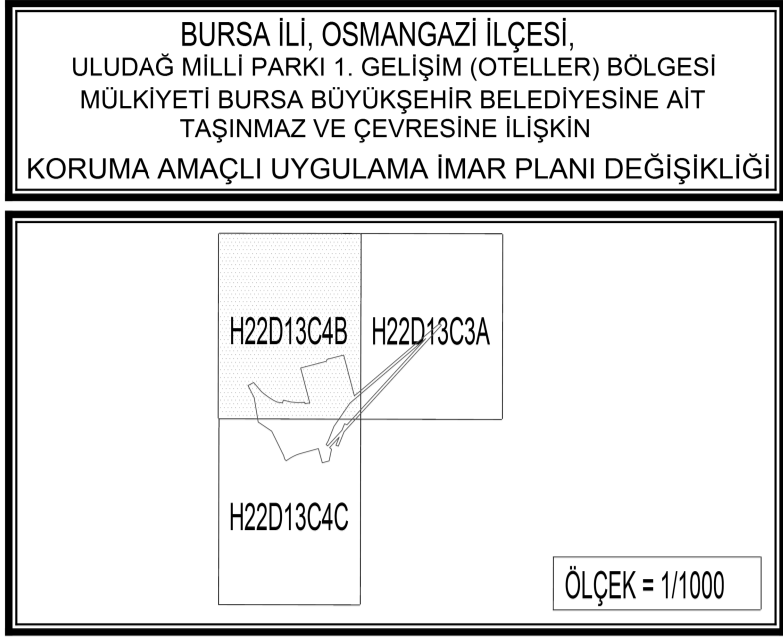 BURSA İLİ, OSMANGAZİ İLÇESİ,
ULUDAĞ MİLLİ PARKI 1. GELİŞİM (OTELLER) BÖLGESİ
MÜLKİYETİ BURSA BÜYÜKŞEHİR BELEDİYESİNE AİT
TAŞINMAZ VE ÇEVRESİNE İLİŞKİN
KORUMA AMAÇLI UYGULAMA İMAR PLANI DEĞİŞİKLİĞİ
H22D13C4B H22D13C3A
H22D13C4C
ÖLÇEK = 1/1000